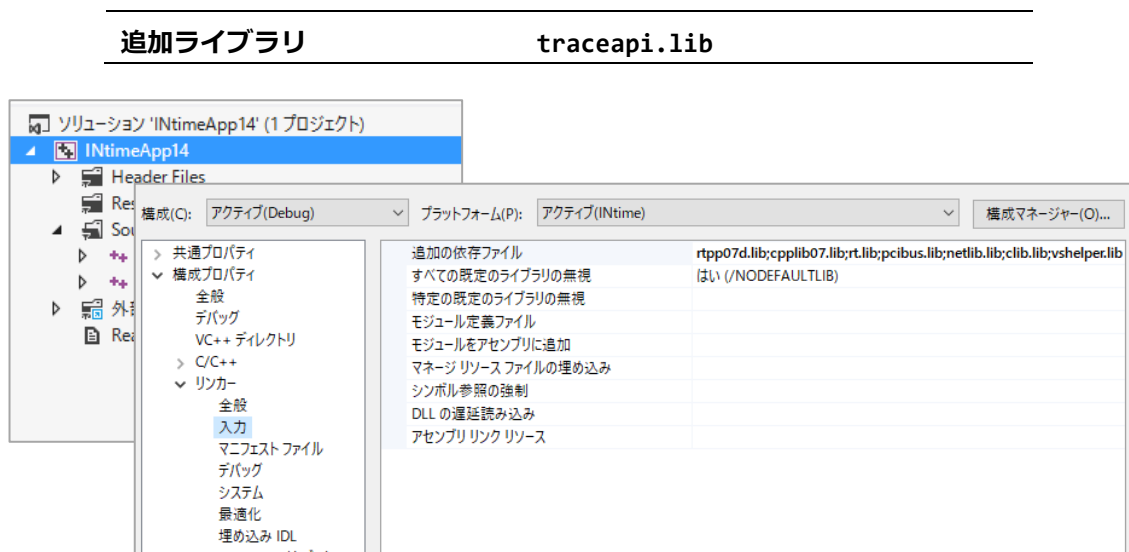 追加ライブラリ traceapi.lib
ソリューション 'INtimeApp14' (1 プロジェクト)
INtimeApp14
Header Files
構成(C): アクティブ(Debug) プラットフォーム(P): アクティブ(INtime) 構成マネージャー(O)...
共通プロパティ
構成プロパティ
全般
デバッグ
VC++ ディレクトリ
C/C++
リンカー
全般
入力
マニフェスト ファイル
デバッグ
システム
最適化
埋め込み IDL
追加の依存ファイル rtpp07d.lib;cpplib07.lib;rt.lib;pcibus.lib;netlib.lib;clib.lib;vshelper.lib
すべての既定のライブラリの無視 はい (/NODEFAULTLIB)
特定の既定のライブラリの無視
モジュール定義ファイル
モジュールをアセンブリに追加
マネージ リソース ファイルの埋め込み
シンボル参照の強制
DLL の遅延読み込み
アセンブリ リンク リソース